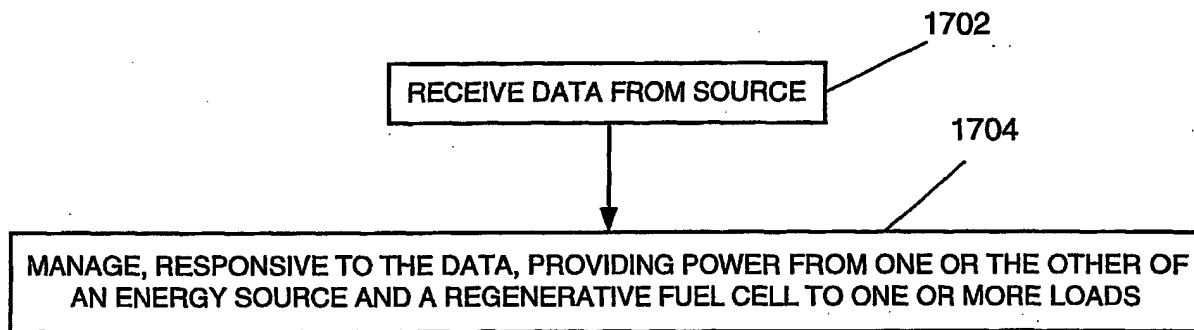 1702
RECEIVE DATA FROM SOURCE
1704
MANAGE, RESPONSIVE TO THE DATA, PROVIDING POWER FROM ONE OR THE OTHER OF
AN ENERGY SOURCE AND A REGENERATIVE FUEL CELL TO ONE OR MORE LOADS